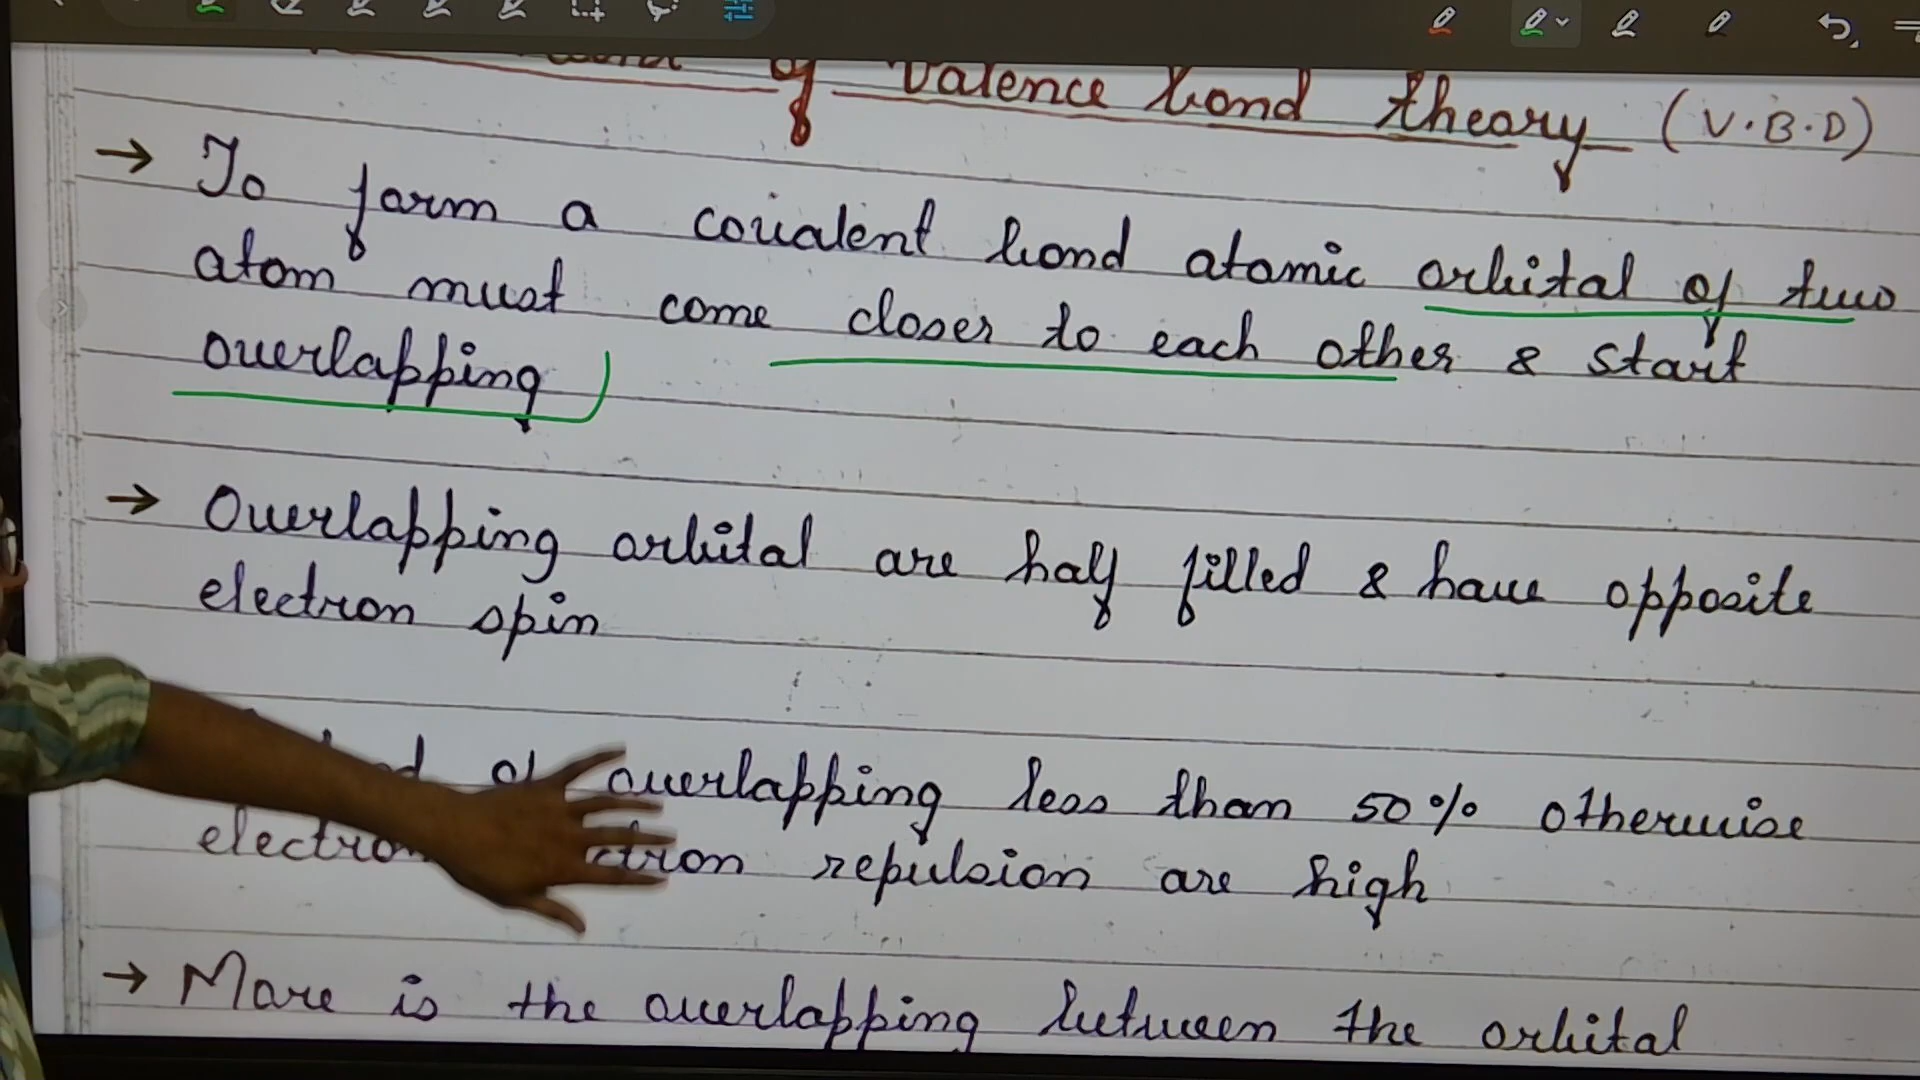 of Valence bond theory (V.B.D)
→ To form a covalent bond atomic orbital of two
atom must come closer to each other & start
overlapping
→ Overlapping orbital are half filled & have opposite
electron spin
of overlapping less than 50% otherwise
repulsion are high
→ More is the overlapping between the orbital